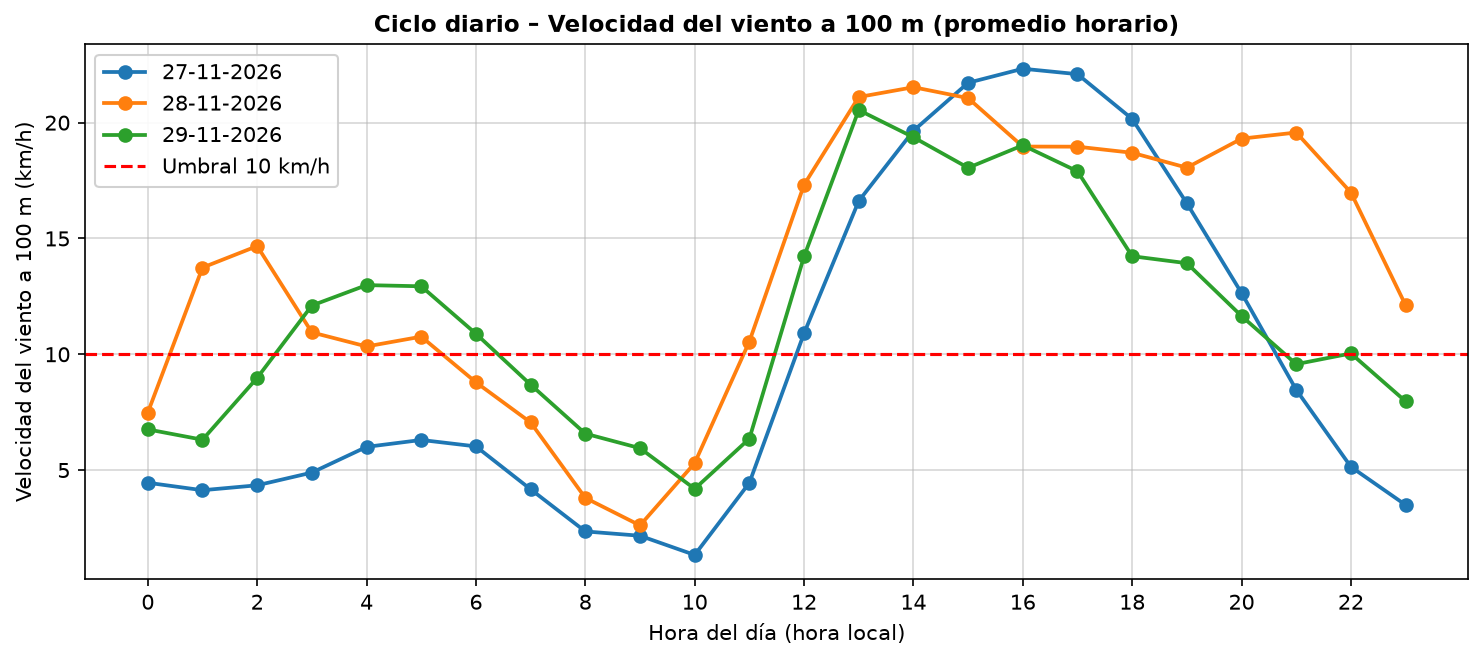 Ciclo diario – Velocidad del viento a 100 m (promedio horario)
27-11-2026
28-11-2026
29-11-2026
Umbral 10 km/h
Velocidad del viento a 100 m (km/h)
20
15
10
5
0 2 4 6 8 10 12 14 16 18 20 22
Hora del día (hora local)